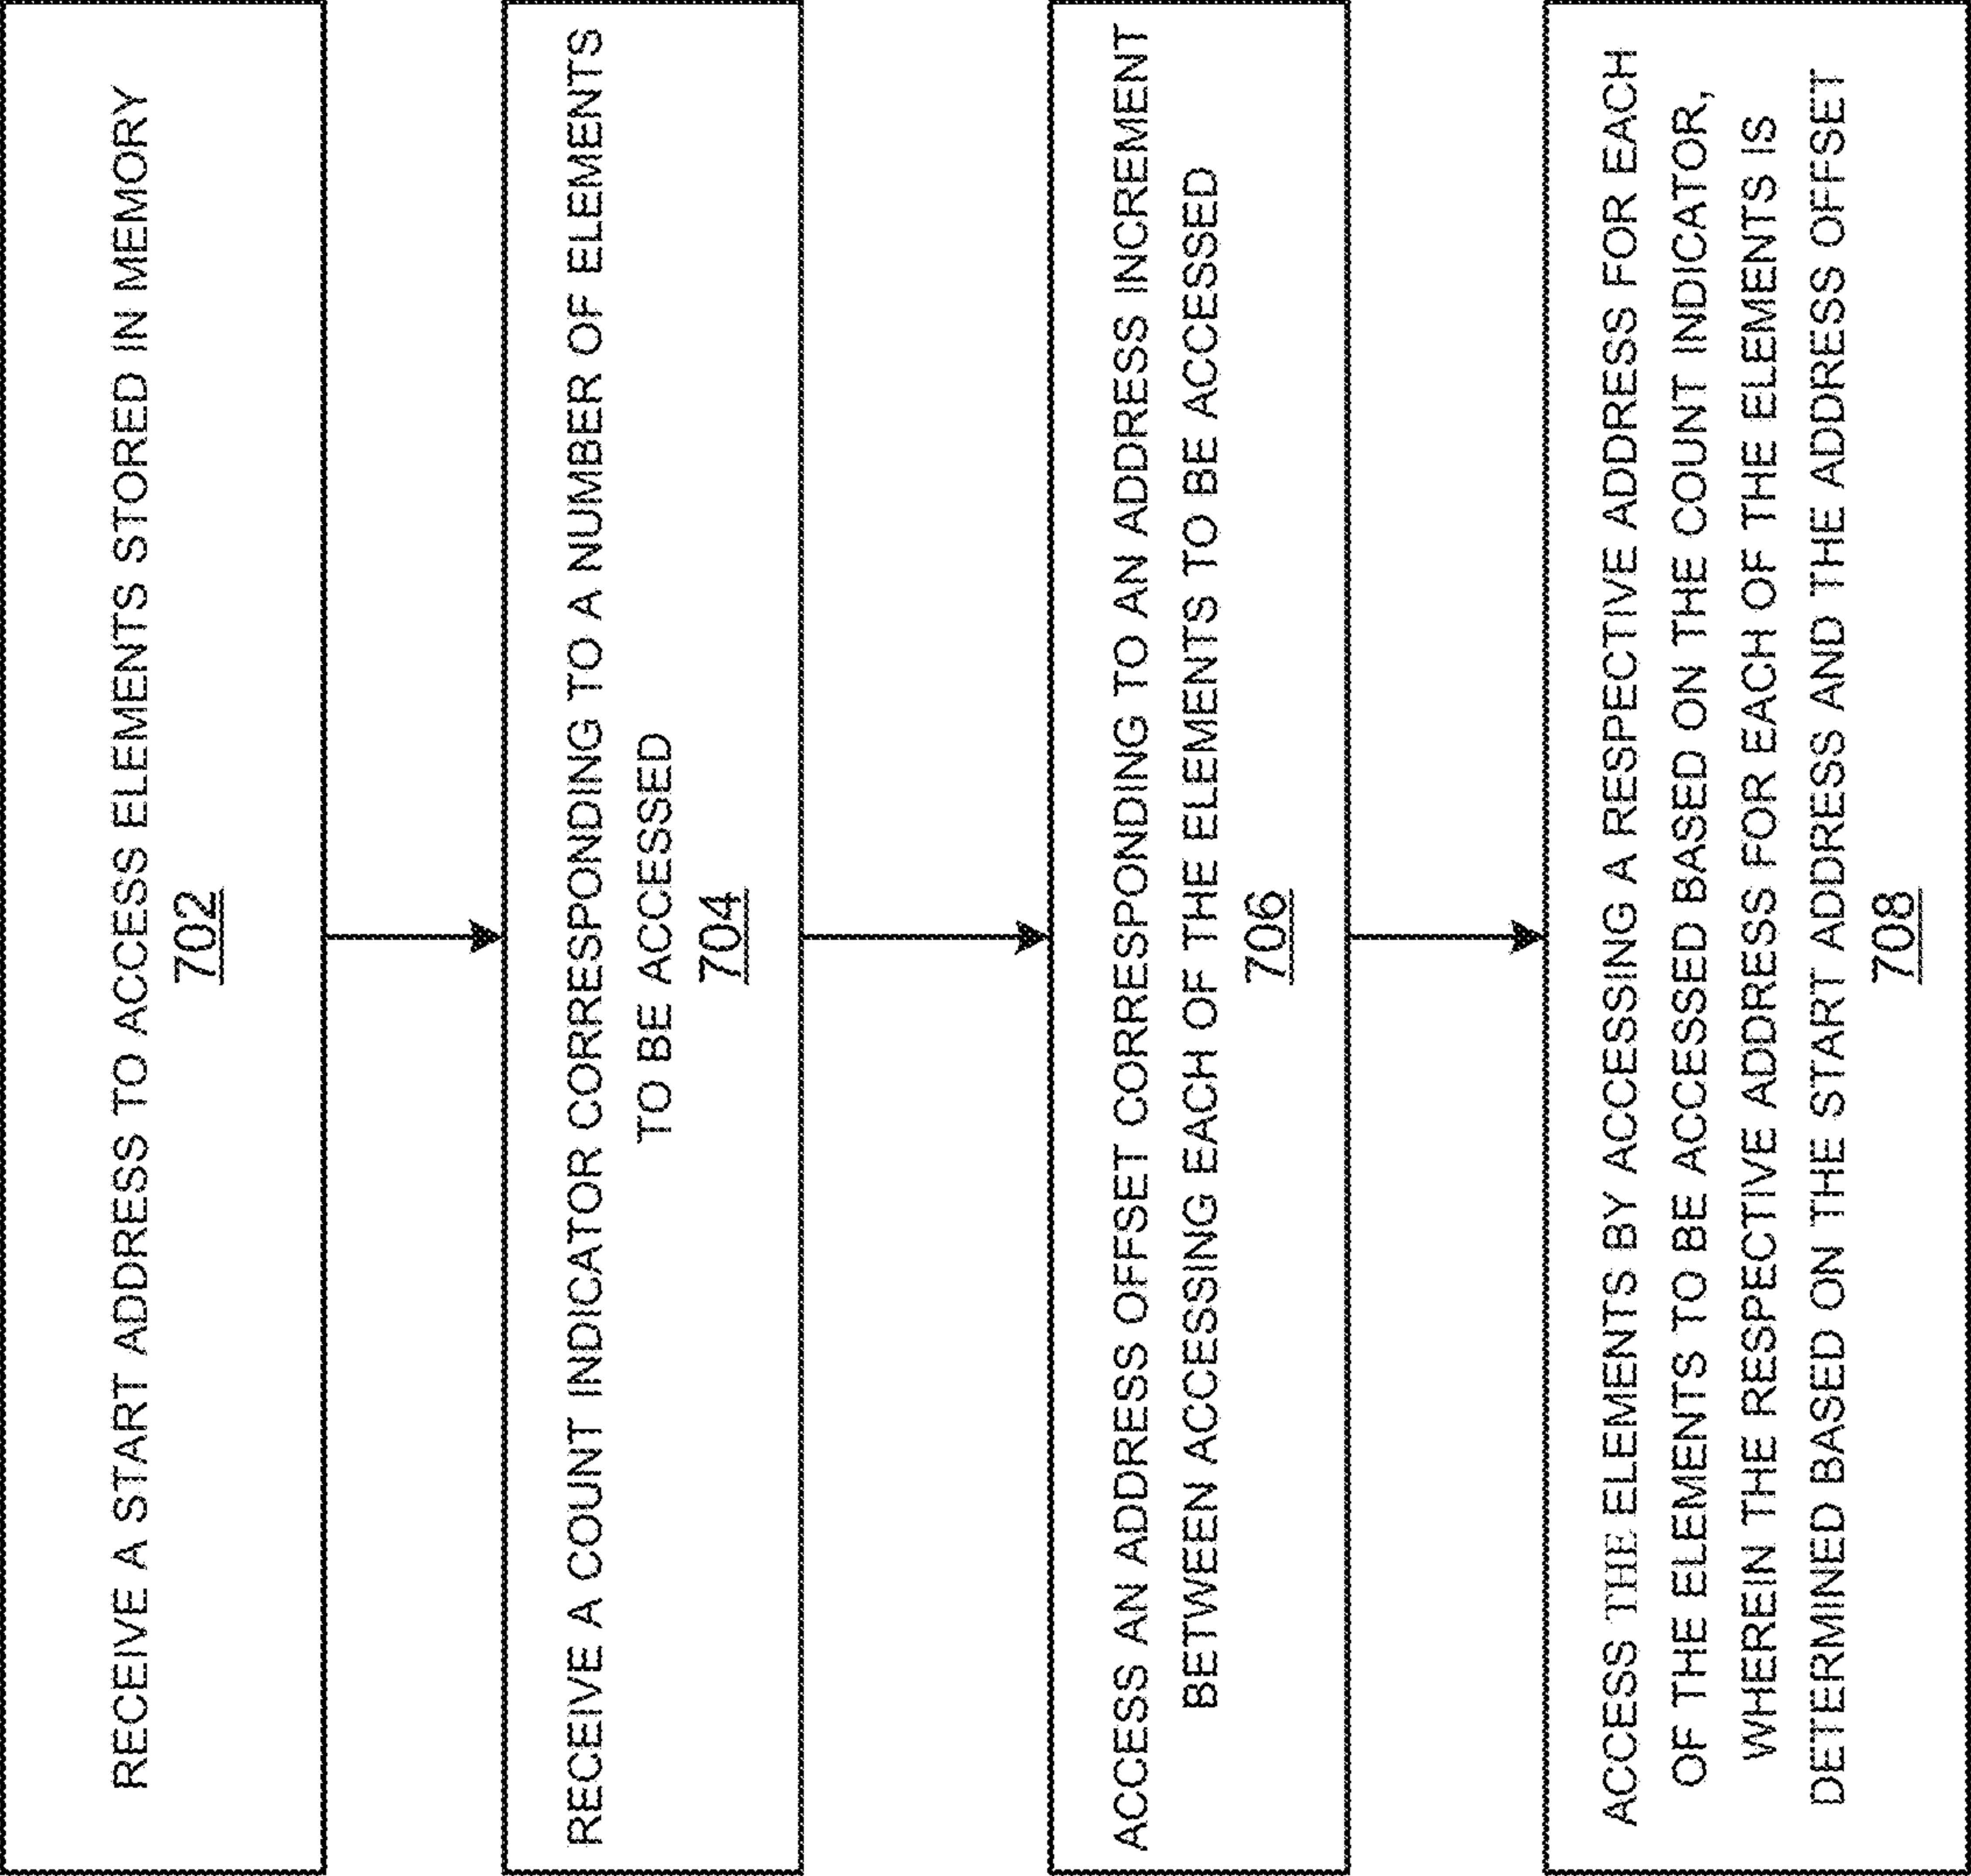 RECEIVE A START ADDRESS TO ACCESS ELEMENTS STORED IN MEMORY
702
RECEIVE A COUNT INDICATOR CORRESPONDING TO A NUMBER OF ELEMENTS
TO BE ACCESSED
704
ACCESS AN ADDRESS OFFSET CORRESPONDING TO AN ADDRESS INCREMENT
BETWEEN ACCESSING EACH OF THE ELEMENTS TO BE ACCESSED
706
ACCESS THE ELEMENTS BY ACCESSING A RESPECTIVE ADDRESS FOR EACH
OF THE ELEMENTS TO BE ACCESSED BASED ON THE COUNT INDICATOR,
WHEREIN THE RESPECTIVE ADDRESS FOR EACH OF THE ELEMENTS IS
DETERMINED BASED ON THE START ADDRESS AND THE ADDRESS OFFSET
708